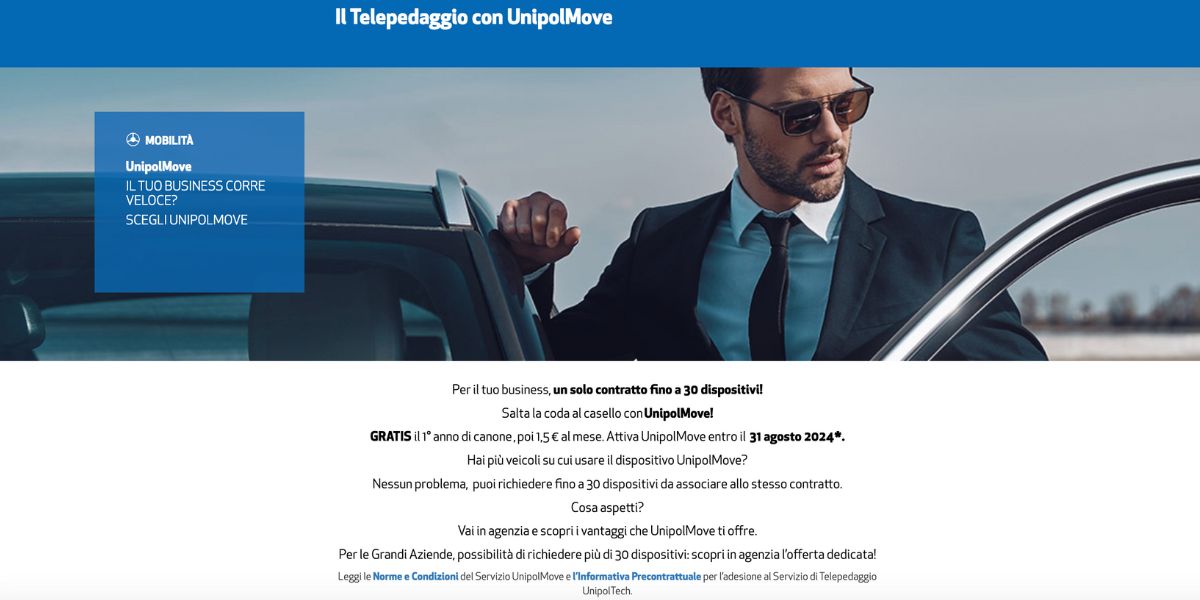 Il Telepedaggio con UnipolMove
MOBILITÀ
UnipolMove
IL TUO BUSINESS CORRE
VELOCE?
SCEGLI UNIPOLMOVE
Per il tuo business, un solo contratto fino a 30 dispositivi!
Salta la coda al casello con UnipolMove!
GRATIS il 1° anno di canone, poi 1,5 € al mese. Attiva UnipolMove entro il 31 agosto 2024*.
Hai più veicoli su cui usare il dispositivo UnipolMove?
Nessun problema, puoi richiedere fino a 30 dispositivi da associare allo stesso contratto.
Cosa aspetti?
Vai in agenzia e scopri i vantaggi che UnipolMove ti offre.
Per le Grandi Aziende, possibilità di richiedere più di 30 dispositivi: scopri in agenzia l'offerta dedicata!
Leggi le Norme e Condizioni del Servizio UnipolMove e l'Informativa Precontrattuale per l'adesione al Servizio di Telepedaggio
UnipolTech.